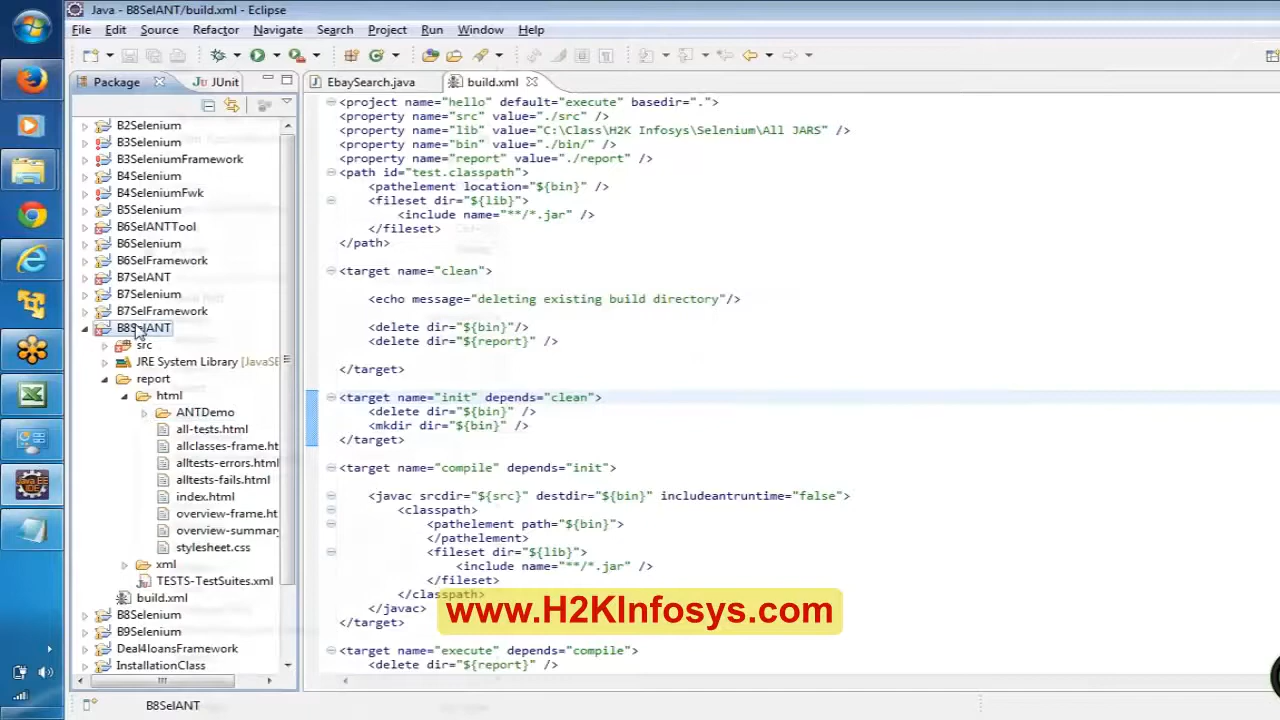 Java - B8SelANT/build.xml - Eclipse
File Edit Source Refactor Navigate Search Project Run Window Help
Package JUnit EbaySearch.java build.xml
B2Selenium
B3Selenium
B3SeleniumFramework
B4Selenium
B4SeleniumFwk
B5Selenium
B6SelANTTool
B6Selenium
B6SelFramework
B7SelANT
B7Selenium
B7SelFramework
B8SelANT
src
JRE System Library [JavaSE
report
html
ANTDemo
all-tests.html
allclasses-frame.ht
alltests-errors.html
alltests-fails.html
index.html
overview-frame.ht
overview-summary
stylesheet.css
xml
TESTS-TestSuites.xml
build.xml
B8Selenium
B9Selenium
Deal4loansFramework
InstallationClass
<project name="hello" default="execute" basedir=".">
<property name="src" value="./src" />
<property name="lib" value="C:\Class\H2K Infosys\Selenium\All JARS" />
<property name="bin" value="./bin/" />
<property name="report" value="./report" />
<path id="test.classpath">
<pathelement location="${bin}" />
<fileset dir="${lib}">
<include name="**/*.jar" />
</fileset>
</path>
<target name="clean">
<echo message="deleting existing build directory"/>
<delete dir="${bin}"/>
<delete dir="${report}" />
</target>
<target name="init" depends="clean">
<delete dir="${bin}" />
<mkdir dir="${bin}" />
</target>
<target name="compile" depends="init">
<javac srcdir="${src}" destdir="${bin}" includeantruntime="false">
<classpath>
<pathelement path="${bin}">
</pathelement>
<fileset dir="${lib}">
<include name="**/*.jar" />
</fileset>
</classpath>
</javac>
</target>
<target name="execute" depends="compile">
<delete dir="${report}" />
www.H2KInfosys.com
B8SelANT